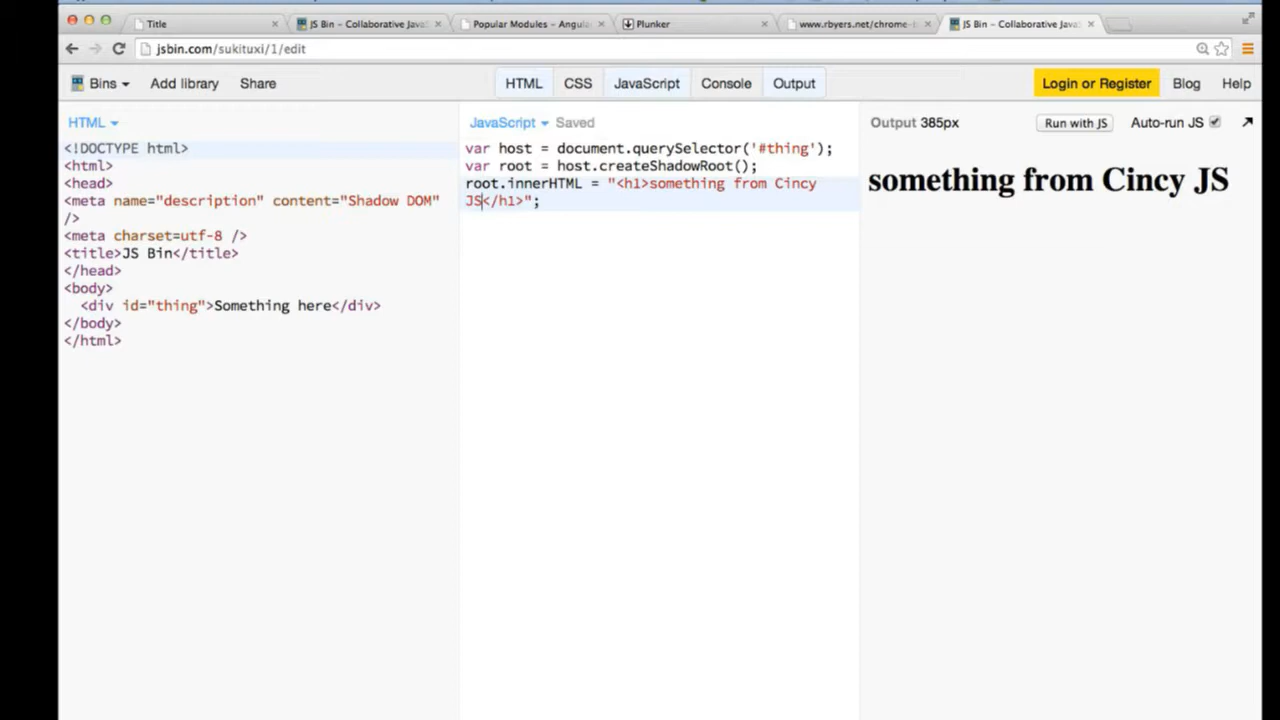 Title
JS Bin – Collaborative JavaS
Popular Modules – Angula
Plunker
www.rbyers.net/chrome-
JS Bin – Collaborative JavaS
jsbin.com/sukituxi/1/edit
Bins Add library Share HTML CSS JavaScript Console Output Login or Register Blog Help
HTML
<!DOCTYPE html>
<html>
<head>
<meta name="description" content="Shadow DOM"
/>
<meta charset=utf-8 />
<title>JS Bin</title>
</head>
<body>
<div id="thing">Something here</div>
</body>
</html>
JavaScript Saved
var host = document.querySelector('#thing');
var root = host.createShadowRoot();
root.innerHTML = "<h1>something from Cincy
JS</h1>";
Output 385px Run with JS Auto-run JS
something from Cincy JS